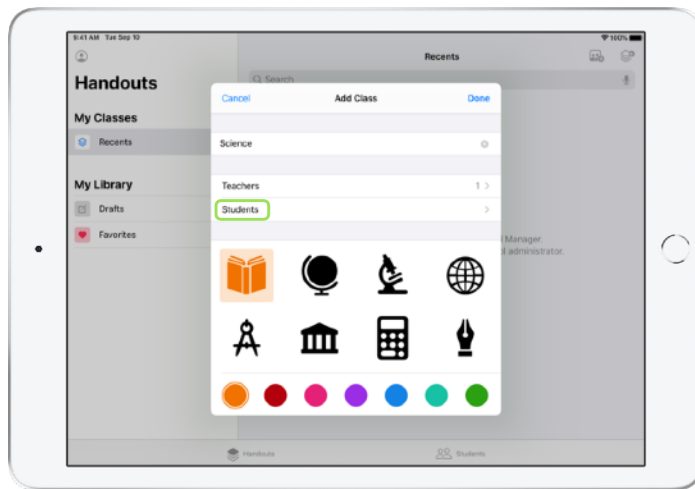 9:41 AM Tue Sep 10
100%
Recents
Handouts
Search
Cancel
Add Class
Done
My Classes
Recents
Science
Teachers
1
Students
My Library
Drafts
Favorites
Manager.
administrator.
Handouts
Students